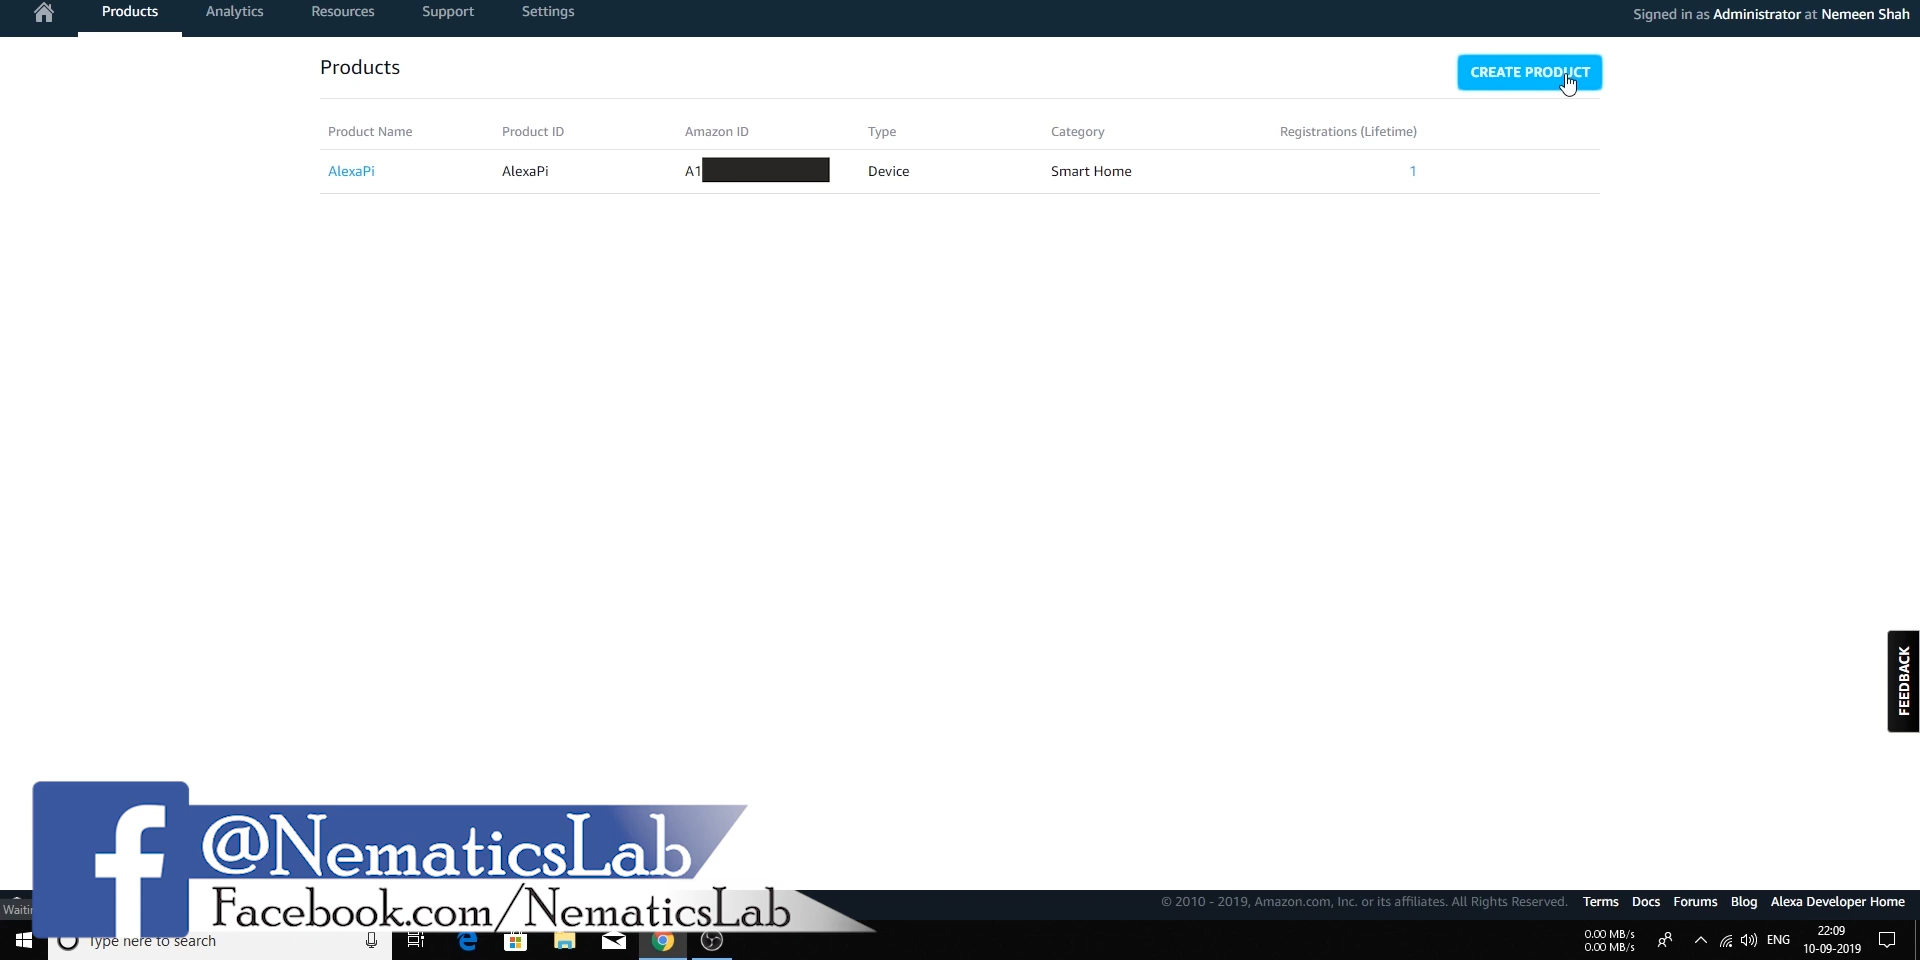 Products Analytics Resources Support Settings Signed in as Administrator at Nemeen Shah
Products CREATE PRODUCT
Product Name Product ID Amazon ID Type Category Registrations (Lifetime)
AlexaPi AlexaPi A1 Device Smart Home 1
FEEDBACK
f @NematicsLab
Facebook.com/NematicsLab
© 2010 - 2019, Amazon.com, Inc. or its affiliates. All Rights Reserved. Terms Docs Forums Blog Alexa Developer Home
Type here to search 0.00 MB/s ENG 22:09
0.00 MB/s 10-09-2019